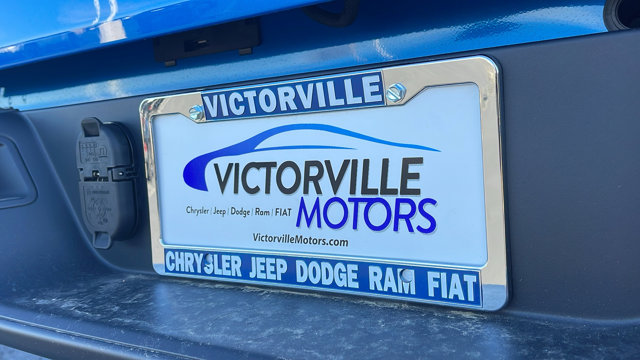 VICTORVILLE
VICTORVILLE
Chrysler | Jeep | Dodge | Ram | FIAT
MOTORS
VictorvilleMotors.com
CHRYSLER JEEP DODGE RAM FIAT